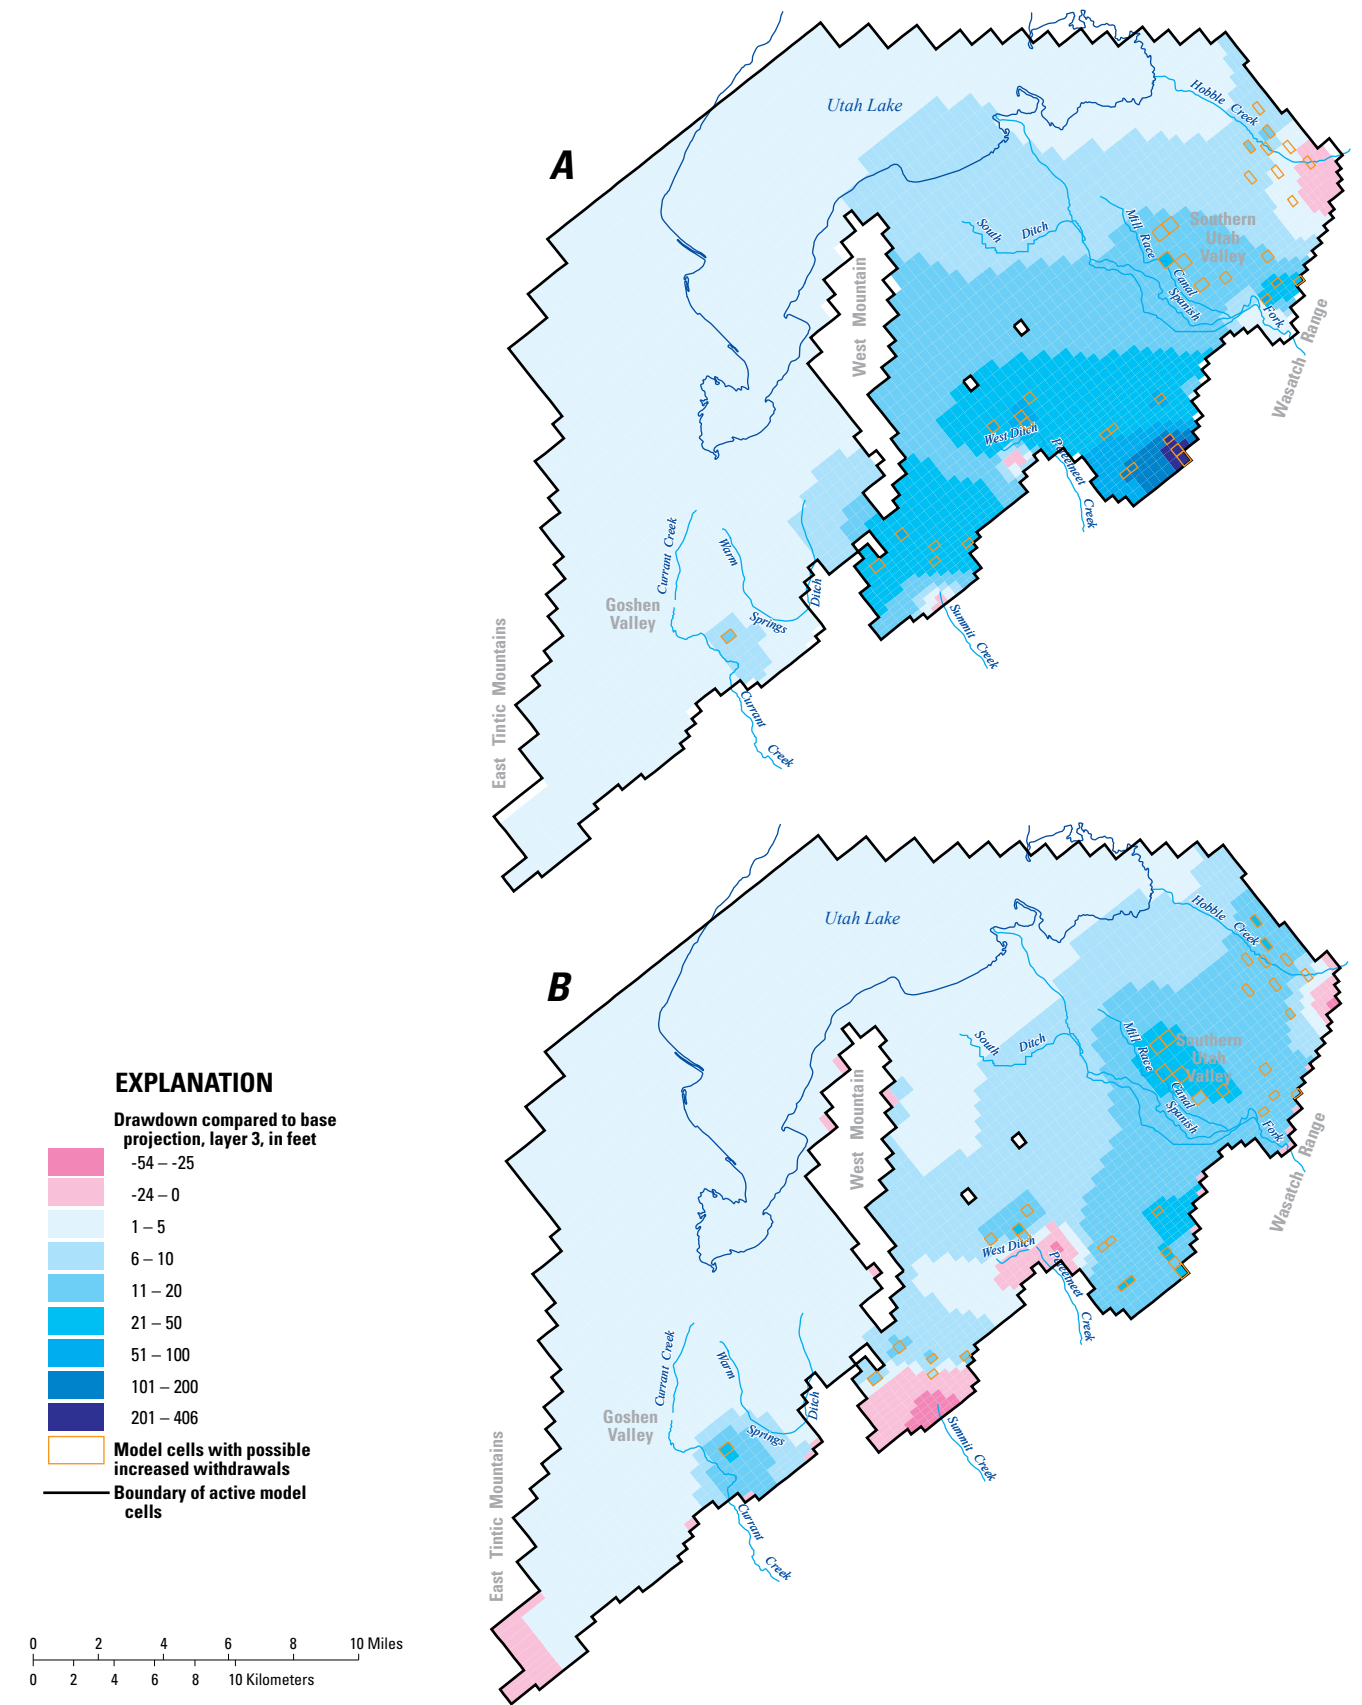 A
Utah Lake
Hobble Creek
Mill Race
Southern
Utah
Valley
South Ditch
Canal
Spanish
Fork
West Mountain
Wasatch Range
West Ditch
Peteetneet Creek
Currant Creek
Warm
Springs
Ditch
Goshen
Valley
Summit Creek
East Tintic Mountains
Currant
Creek
B
Utah Lake
Hobble Creek
Mill Race
Southern
Utah
Valley
South Ditch
Canal
Spanish
Fork
West Mountain
Wasatch Range
West Ditch
Peteetneet Creek
Currant Creek
Warm
Springs
Ditch
Goshen
Valley
Summit Creek
East Tintic Mountains
Currant
Creek
EXPLANATION
Drawdown compared to base
projection, layer 3, in feet
-54 – -25
-24 – 0
1 – 5
6 – 10
11 – 20
21 – 50
51 – 100
101 – 200
201 – 406
Model cells with possible
increased withdrawals
Boundary of active model
cells
0 2 4 6 8 10 Miles
0 2 4 6 8 10 Kilometers